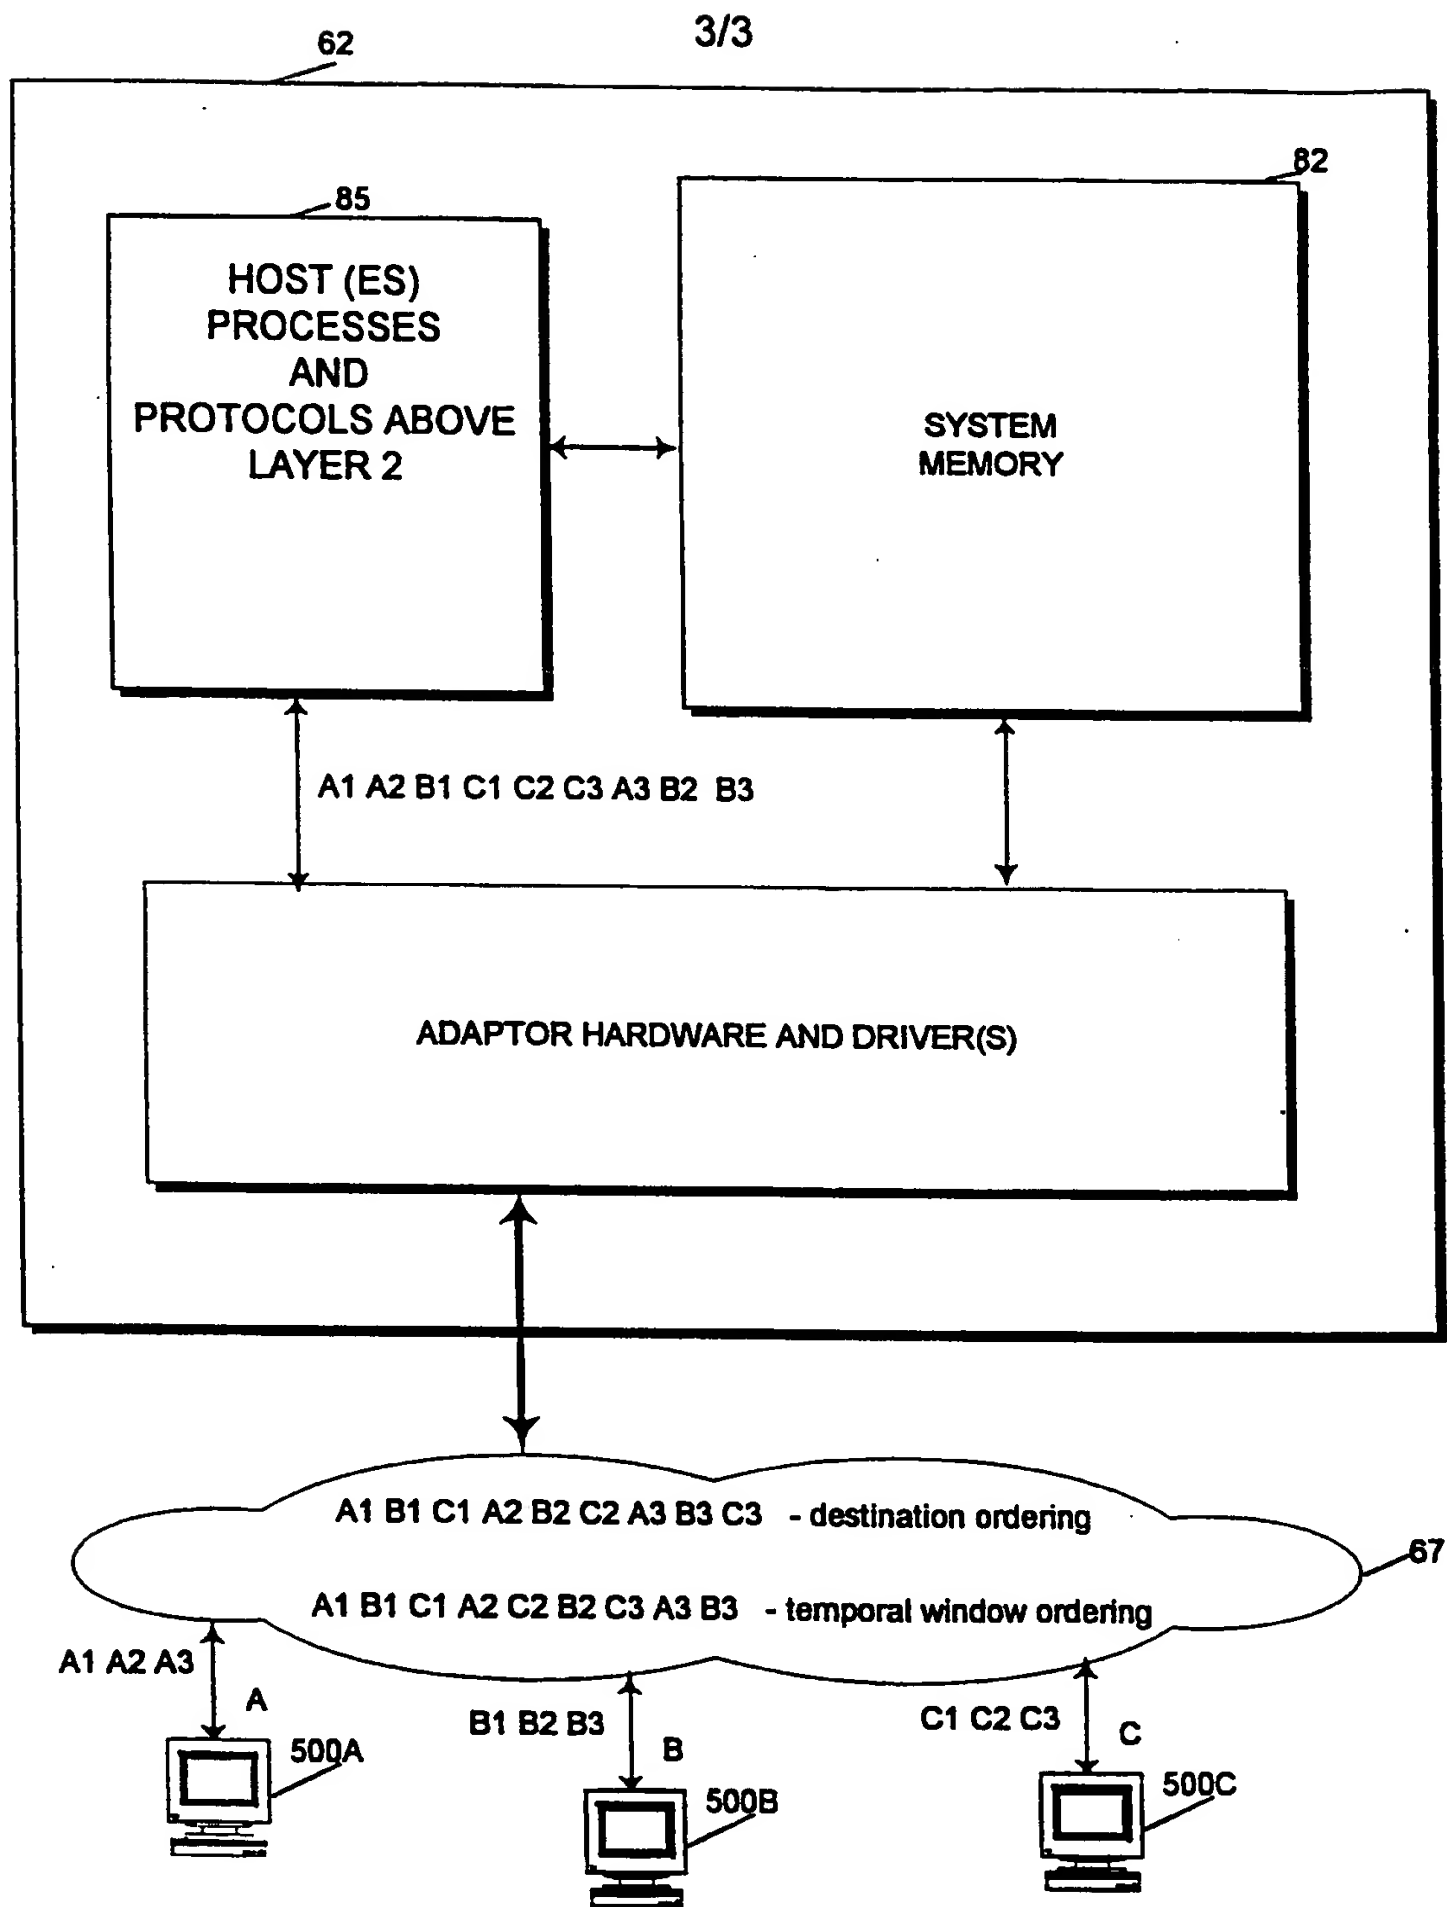 3/3
62
82
85
HOST (ES)
PROCESSES
AND
PROTOCOLS ABOVE
LAYER 2
SYSTEM
MEMORY
A1 A2 B1 C1 C2 C3 A3 B2 B3
ADAPTOR HARDWARE AND DRIVER(S)
A1 B1 C1 A2 B2 C2 A3 B3 C3 - destination ordering
67
A1 B1 C1 A2 C2 B2 C3 A3 B3 - temporal window ordering
A1 A2 A3
A
B1 B2 B3
B
C1 C2 C3
C
500A
500B
500C